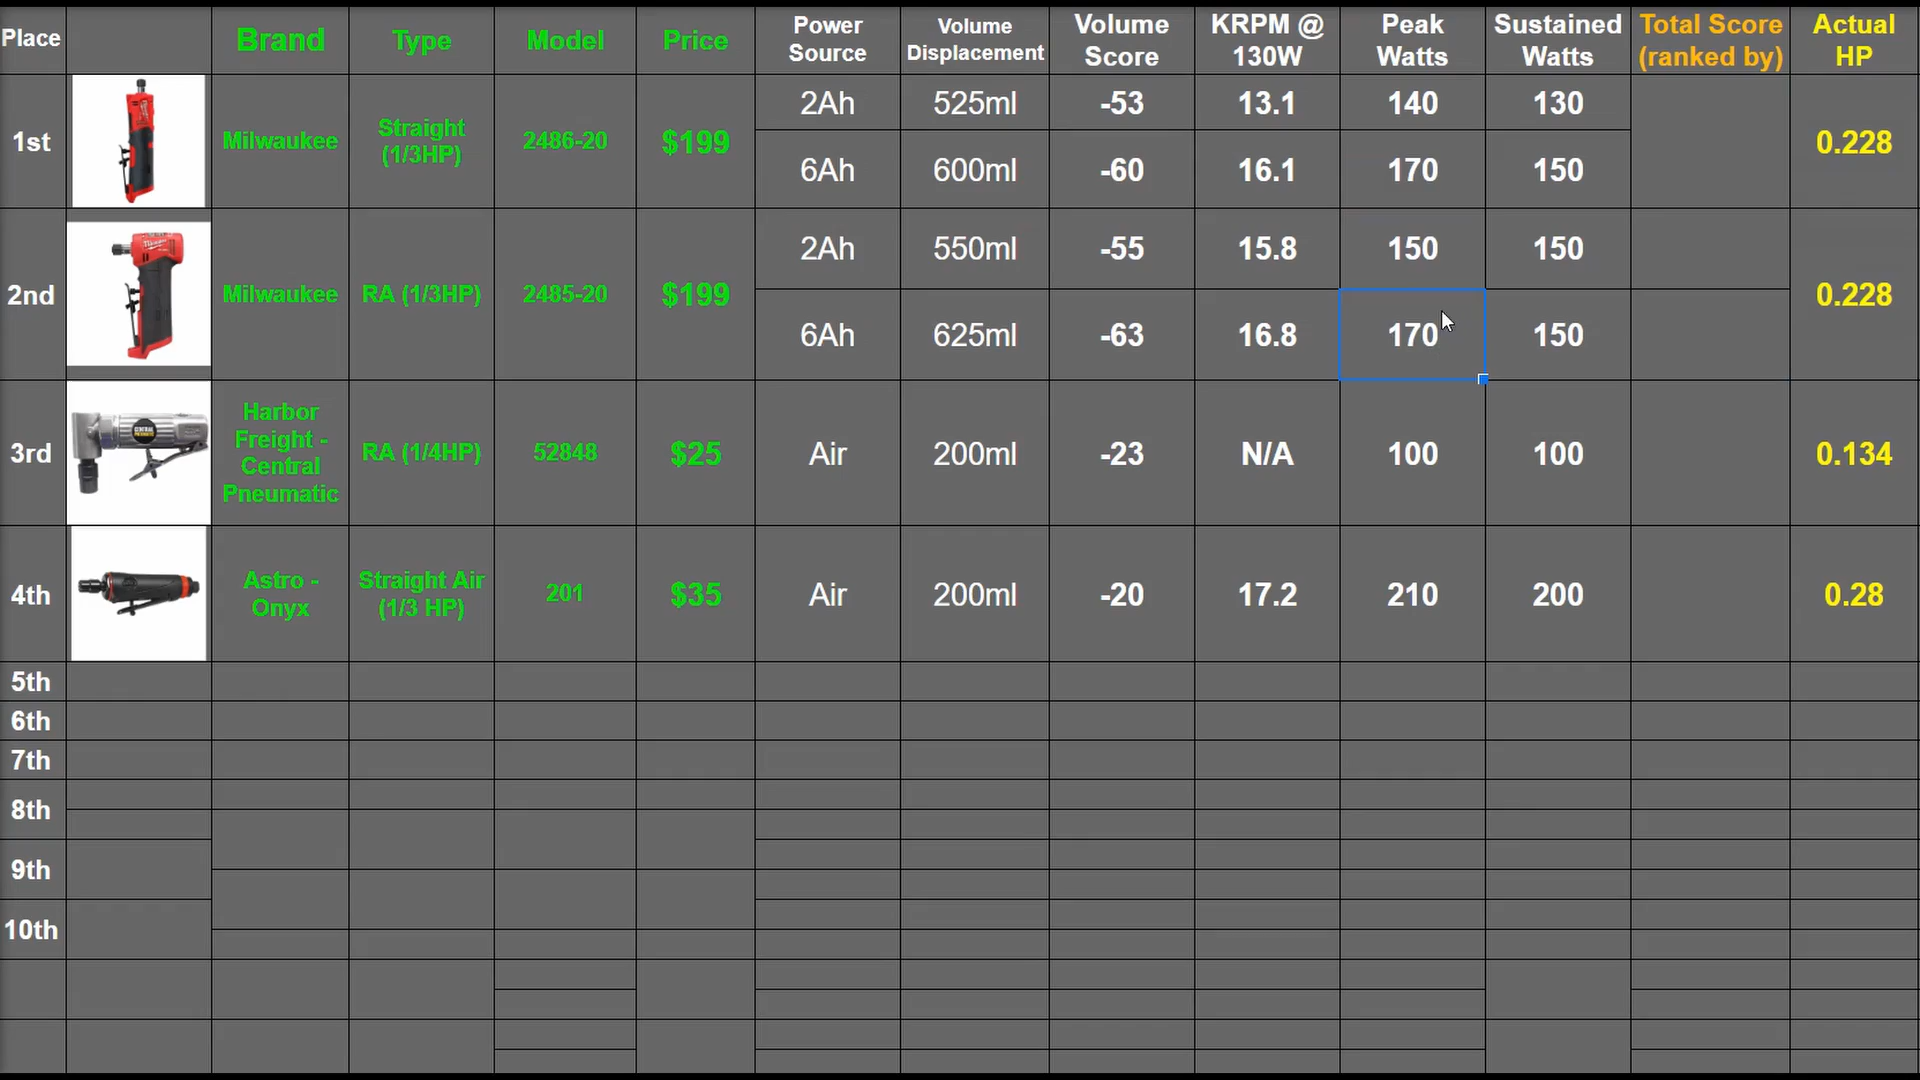 Place Brand Type Model Price Power Source Volume Displacement Volume Score KRPM @ 130W Peak Watts Sustained Watts Total Score (ranked by) Actual HP
1st Milwaukee Straight (1/3HP) 2486-20 $199 2Ah 525ml -53 13.1 140 130 0.228
6Ah 600ml -60 16.1 170 150
2nd Milwaukee RA (1/3HP) 2485-20 $199 2Ah 550ml -55 15.8 150 150 0.228
6Ah 625ml -63 16.8 170 150
3rd Harbor Freight - Central Pneumatic RA (1/4HP) 52848 $25 Air 200ml -23 N/A 100 100 0.134
4th Astro - Onyx Straight Air (1/3 HP) 201 $35 Air 200ml -20 17.2 210 200 0.28
5th
6th
7th
8th
9th
10th